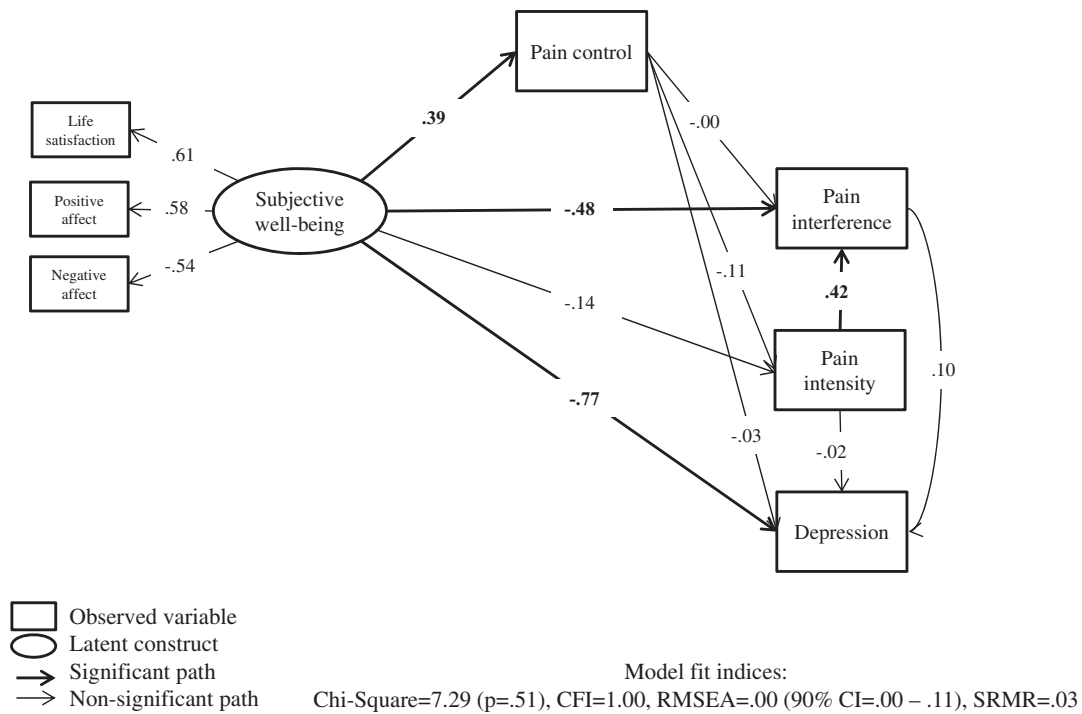 Pain control
.39
-.00
Life
satisfaction
.61
Positive
affect
.58
Subjective
well-being
-.48
Pain
interference
Negative
affect
-.54
-.11
-.14
.42
Pain
intensity
.10
-.77
-.03
-.02
Depression
Observed variable
Latent construct
Significant path
Non-significant path
Model fit indices:
Chi-Square=7.29 (p=.51), CFI=1.00, RMSEA=.00 (90% CI=.00 – .11), SRMR=.03